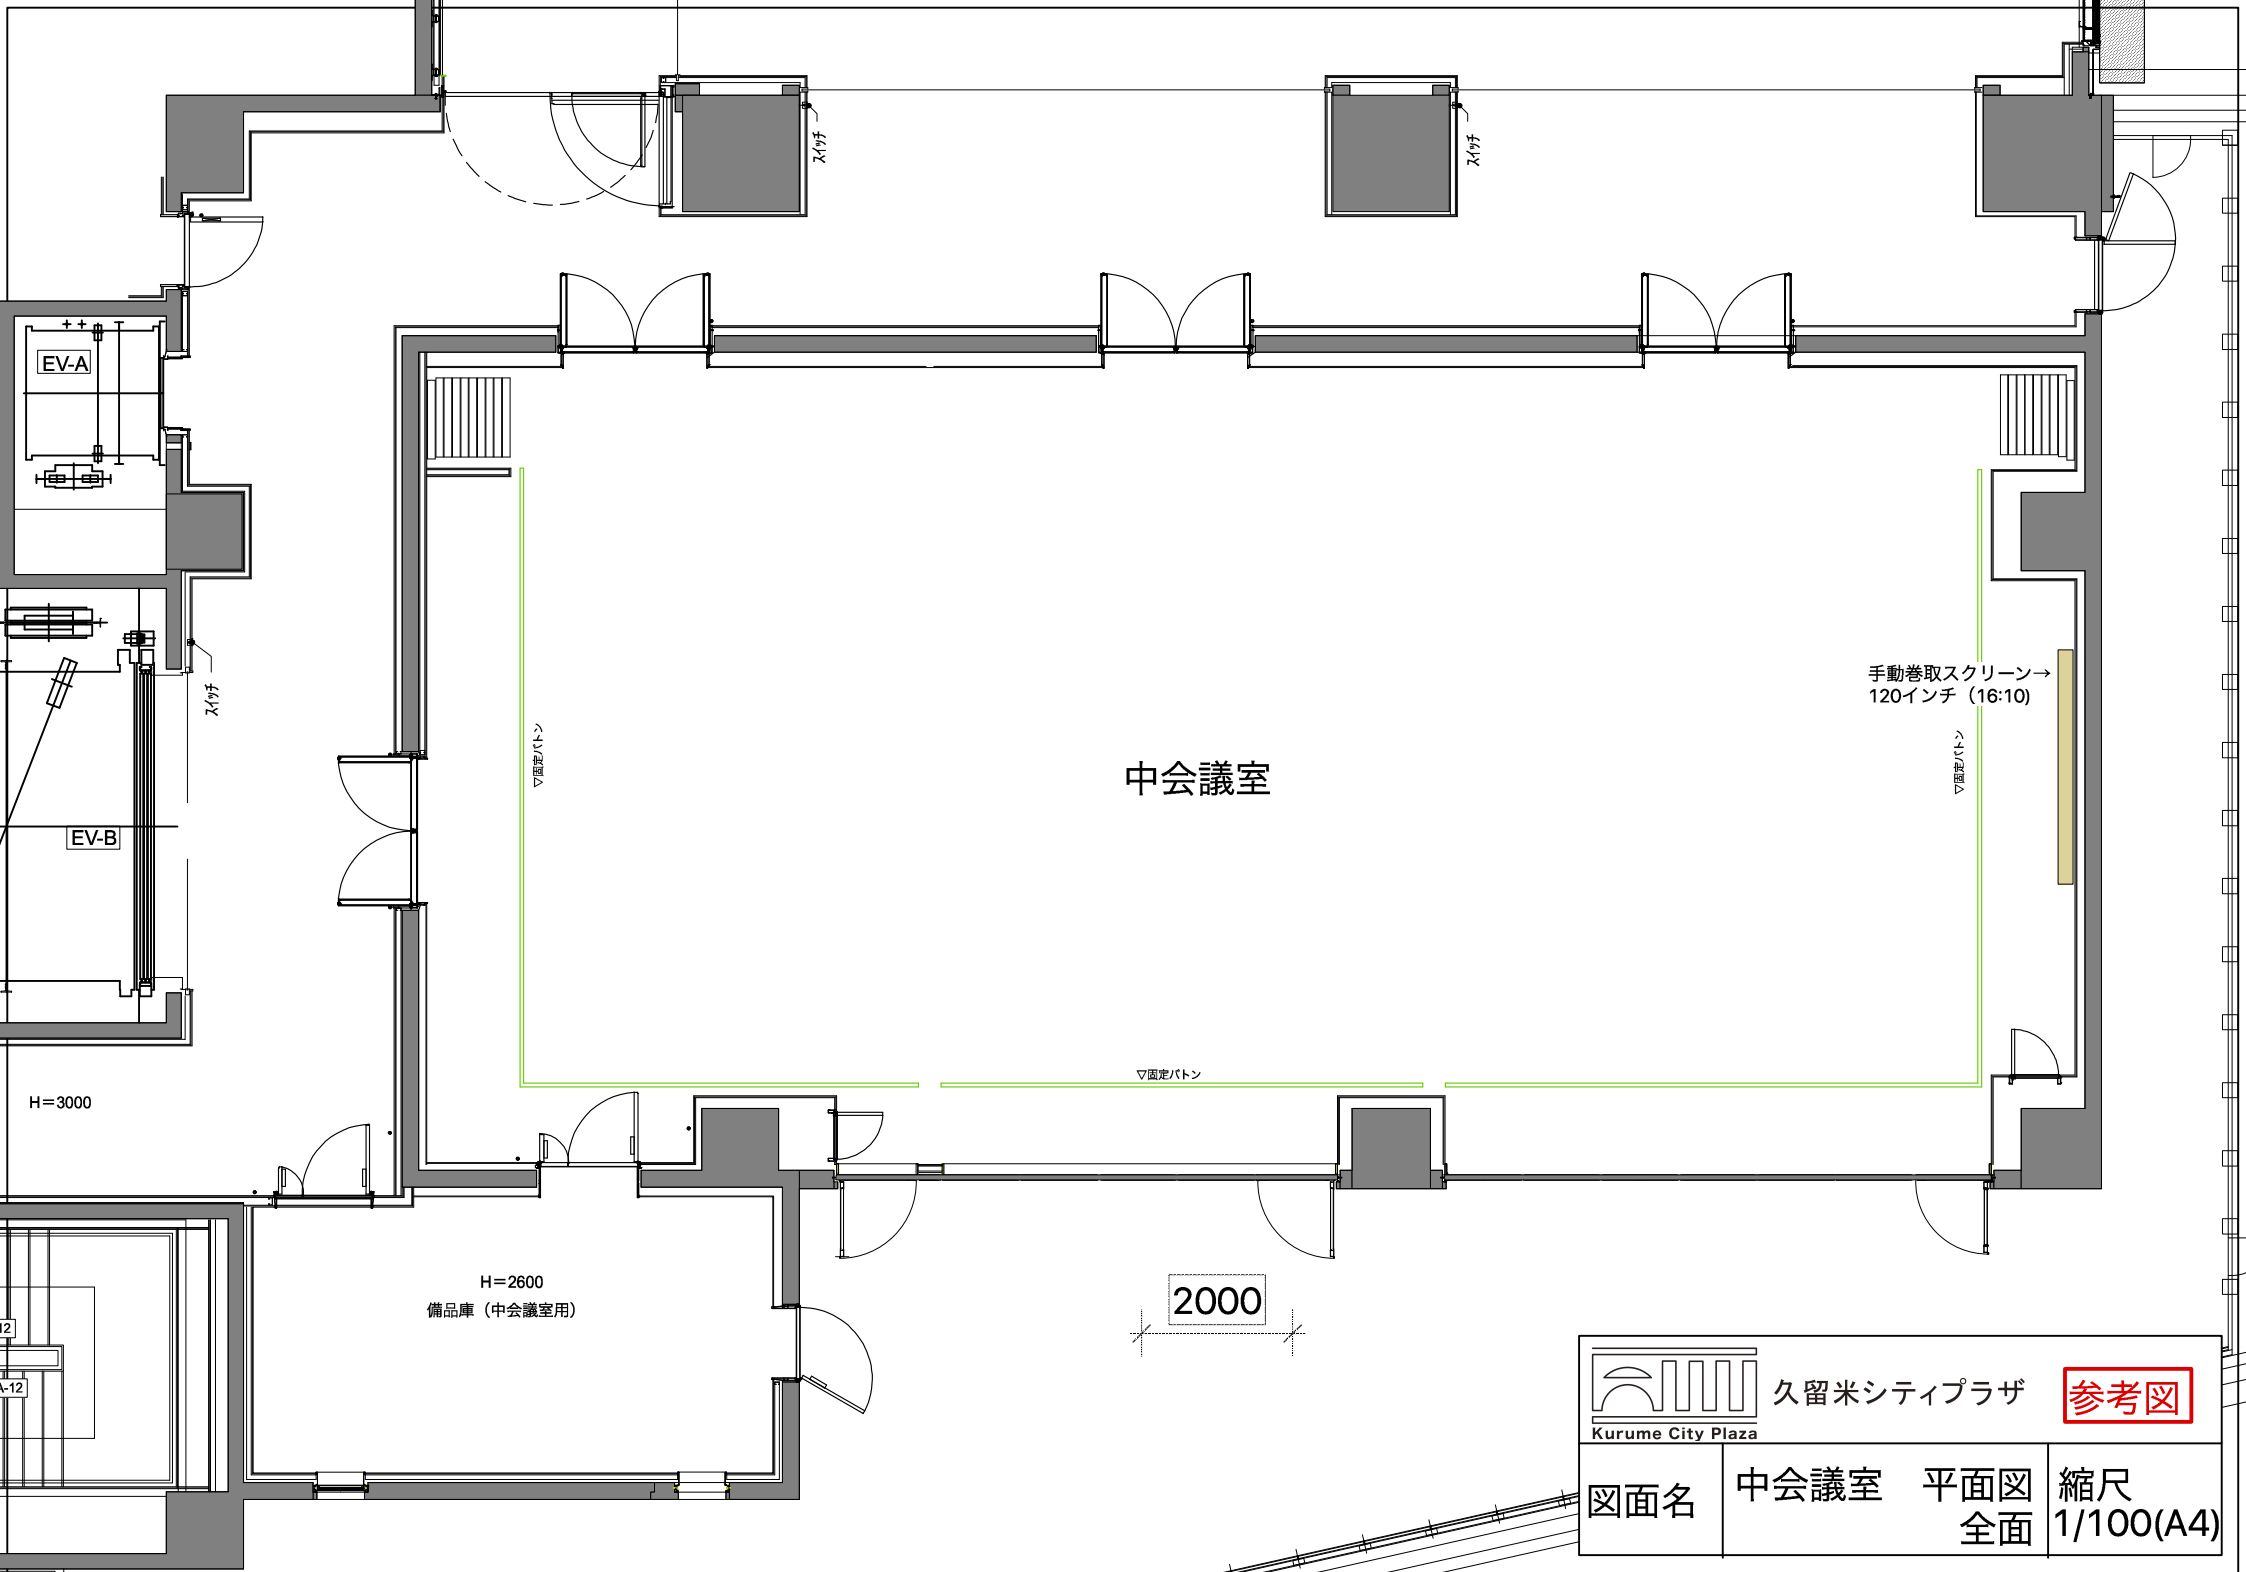 スイッチ
スイッチ
EV-A
スイッチ
手動巻取スクリーン→
120インチ（16:10)
▽固定バトン
▽固定バトン
中会議室
EV-B
▽固定バトン
H＝3000
H＝2600
備品庫（中会議室用）
2000
12
A-12
久留米シティプラザ
参考図
Kurume City Plaza
図面名
中会議室　平面図
全面
縮尺
1/100(A4)